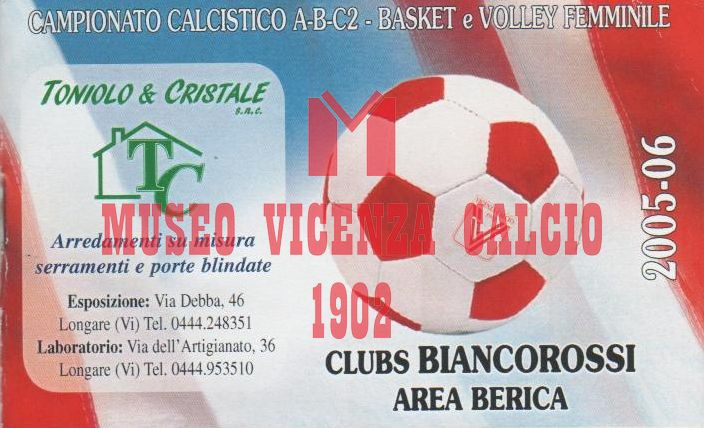 CAMPIONATO CALCISTICO A-B-C2 - BASKET e VOLLEY FEMMINILE
TONIOLO & CRISTALE
s.n.c.
TC
Arredamenti su misura
serramenti e porte blindate
Esposizione: Via Debba, 46
Longare (Vi) Tel. 0444.248351
Laboratorio: Via dell'Artigianato, 36
Longare (Vi) Tel. 0444.953510
M
MUSEO VICENZA CALCIO
1902
2005-06
CLUBS BIANCOROSSI
AREA BERICA